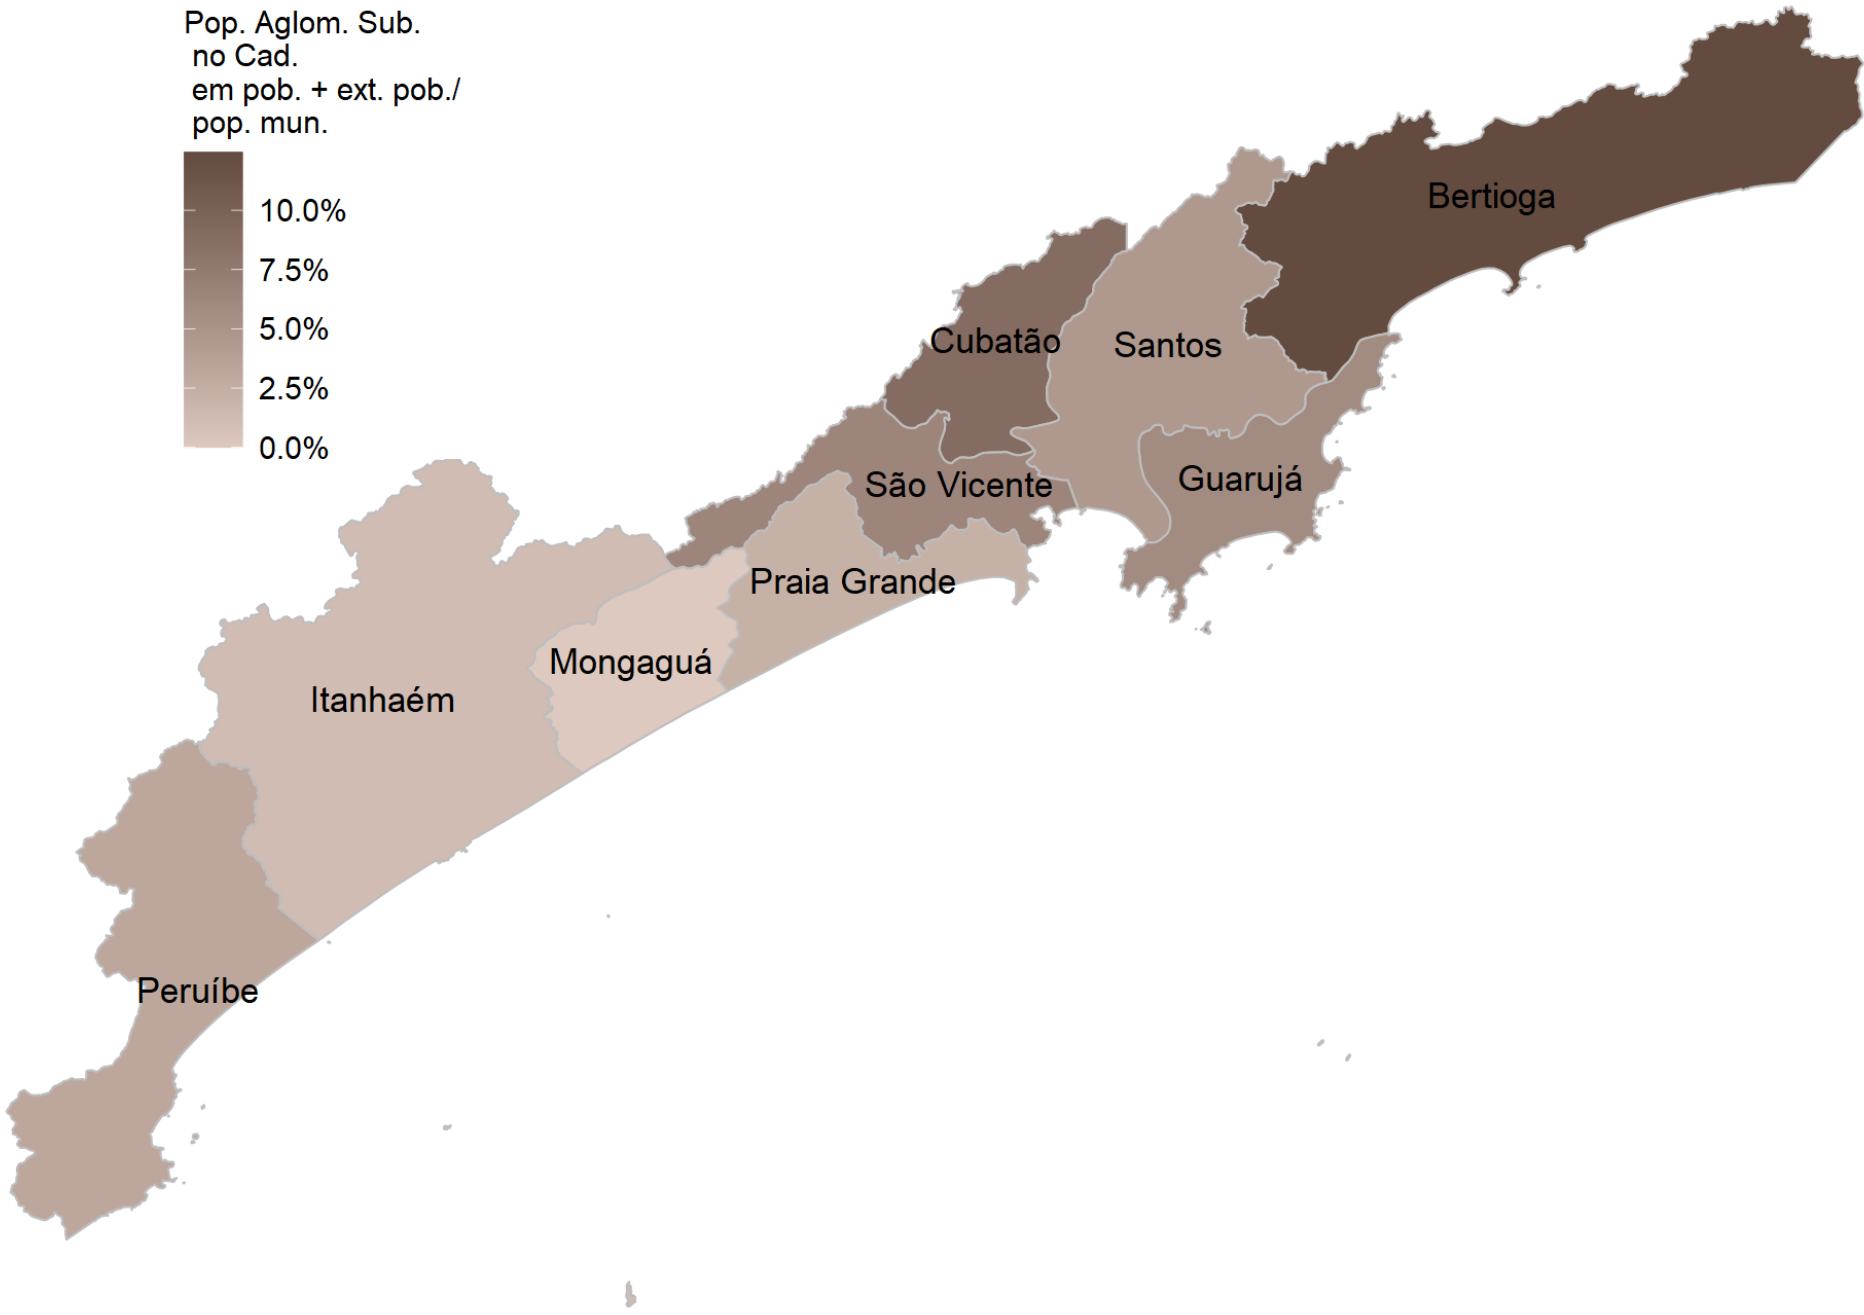 Pop. Aglom. Sub.
no Cad.
em pob. + ext. pob./
pop. mun.
10.0%
7.5%
5.0%
2.5%
0.0%
Bertioga
Cubatão
Santos
São Vicente
Guarujá
Praia Grande
Mongaguá
Itanhaém
Peruíbe